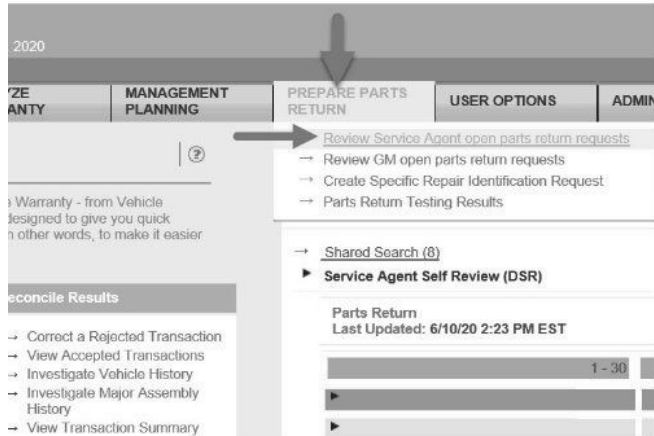 2020
YZE
ANTY
MANAGEMENT
PLANNING
PREPARE PARTS
RETURN
USER OPTIONS
ADMIN
Review Service Agent open parts return requests
→ Review GM open parts return requests
→ Create Specific Repair Identification Request
→ Parts Return Testing Results
?
Warranty - from Vehicle
designed to give you quick
other words, to make it easier
→ Shared Search (8)
Service Agent Self Review (DSR)
Parts Return
Last Updated: 6/10/20 2:23 PM EST
1 - 30
econcile Results
→ Correct a Rejected Transaction
→ View Accepted Transactions
→ Investigate Vehicle History
→ Investigate Major Assembly
History
→ View Transaction Summary